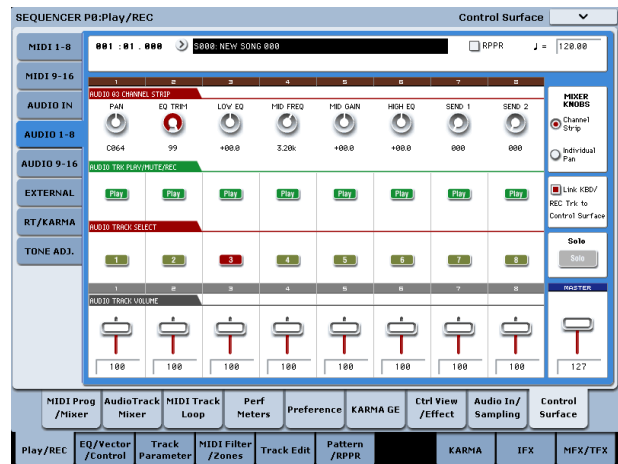 SEQUENCER P0:Play/REC
Control Surface
MIDI 1-8
001 :01 . 000
S000: NEW SONG 000
RPPR
♩ = 120.00
MIDI 9-16
AUDIO IN
AUDIO 1-8
AUDIO 9-16
EXTERNAL
RT/KARMA
TONE ADJ.
1 2 3 4 5 6 7 8
AUDIO 03 CHANNEL STRIP
PAN EQ TRIM LOW EQ MID FREQ MID GAIN HIGH EQ SEND 1 SEND 2
C064 99 +00.0 3.20k +00.0 +00.0 000 000
MIXER
KNOBS
Channel
Strip
Individual
Pan
AUDIO TRK PLAY/MUTE/REC
Play Play Play Play Play Play Play Play
Link KBD/
REC Trk to
Control Surface
AUDIO TRACK SELECT
1 2 3 4 5 6 7 8
Solo
Solo
1 2 3 4 5 6 7 8
MASTER
AUDIO TRACK VOLUME
100 100 100 100 100 100 100 100
127
MIDI Prog
/Mixer
AudioTrack
Mixer
MIDI Track
Loop
Perf
Meters
Preference
KARMA GE
Ctrl View
/Effect
Audio In/
Sampling
Control
Surface
Play/REC
EQ/Vector
/Control
Track
Parameter
MIDI Filter
/Zones
Track Edit
Pattern
/RPPR
KARMA
IFX
MFX/TFX